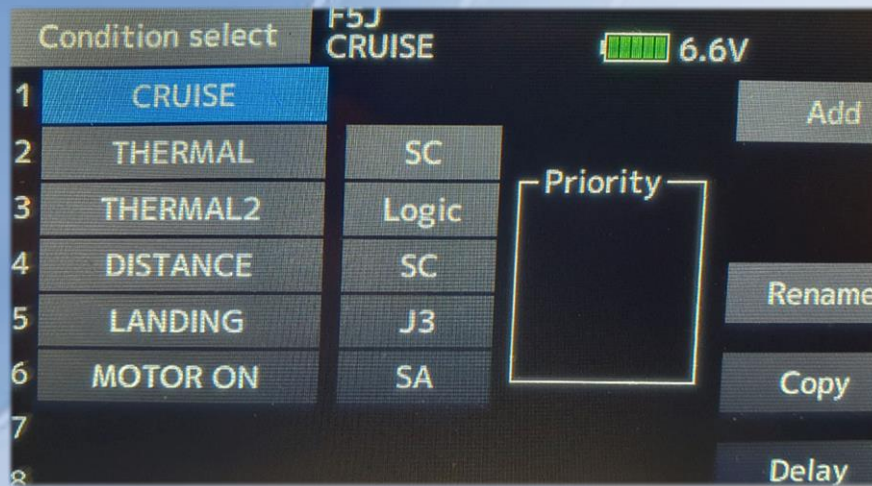 Condition select
F5J
CRUISE
6.6V
1 CRUISE
Add
2 THERMAL SC
Priority
3 THERMAL2 Logic
4 DISTANCE SC
Rename
5 LANDING J3
6 MOTOR ON SA
Copy
7
Delay
8